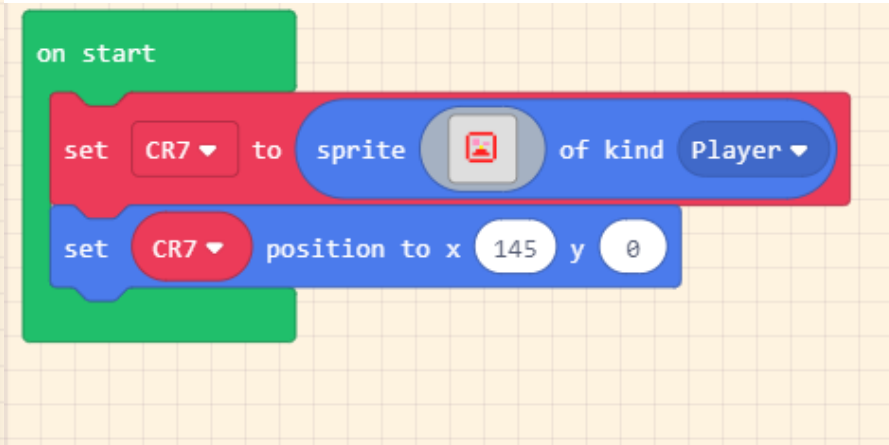 on start
set CR7 to sprite of kind Player
set CR7 position to x 145 y 0